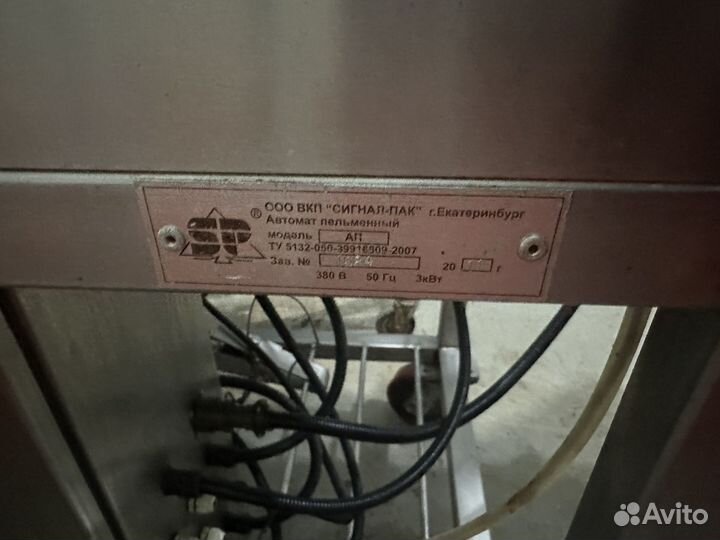 SP ®
ООО ВКП "СИГНАЛ-ПАК" г.Екатеринбург
Автомат пельменный
модель АП
ТУ 5132-050-39916909-2007
Зав. №
20 г
380 В 50 Гц 3кВт
Avito